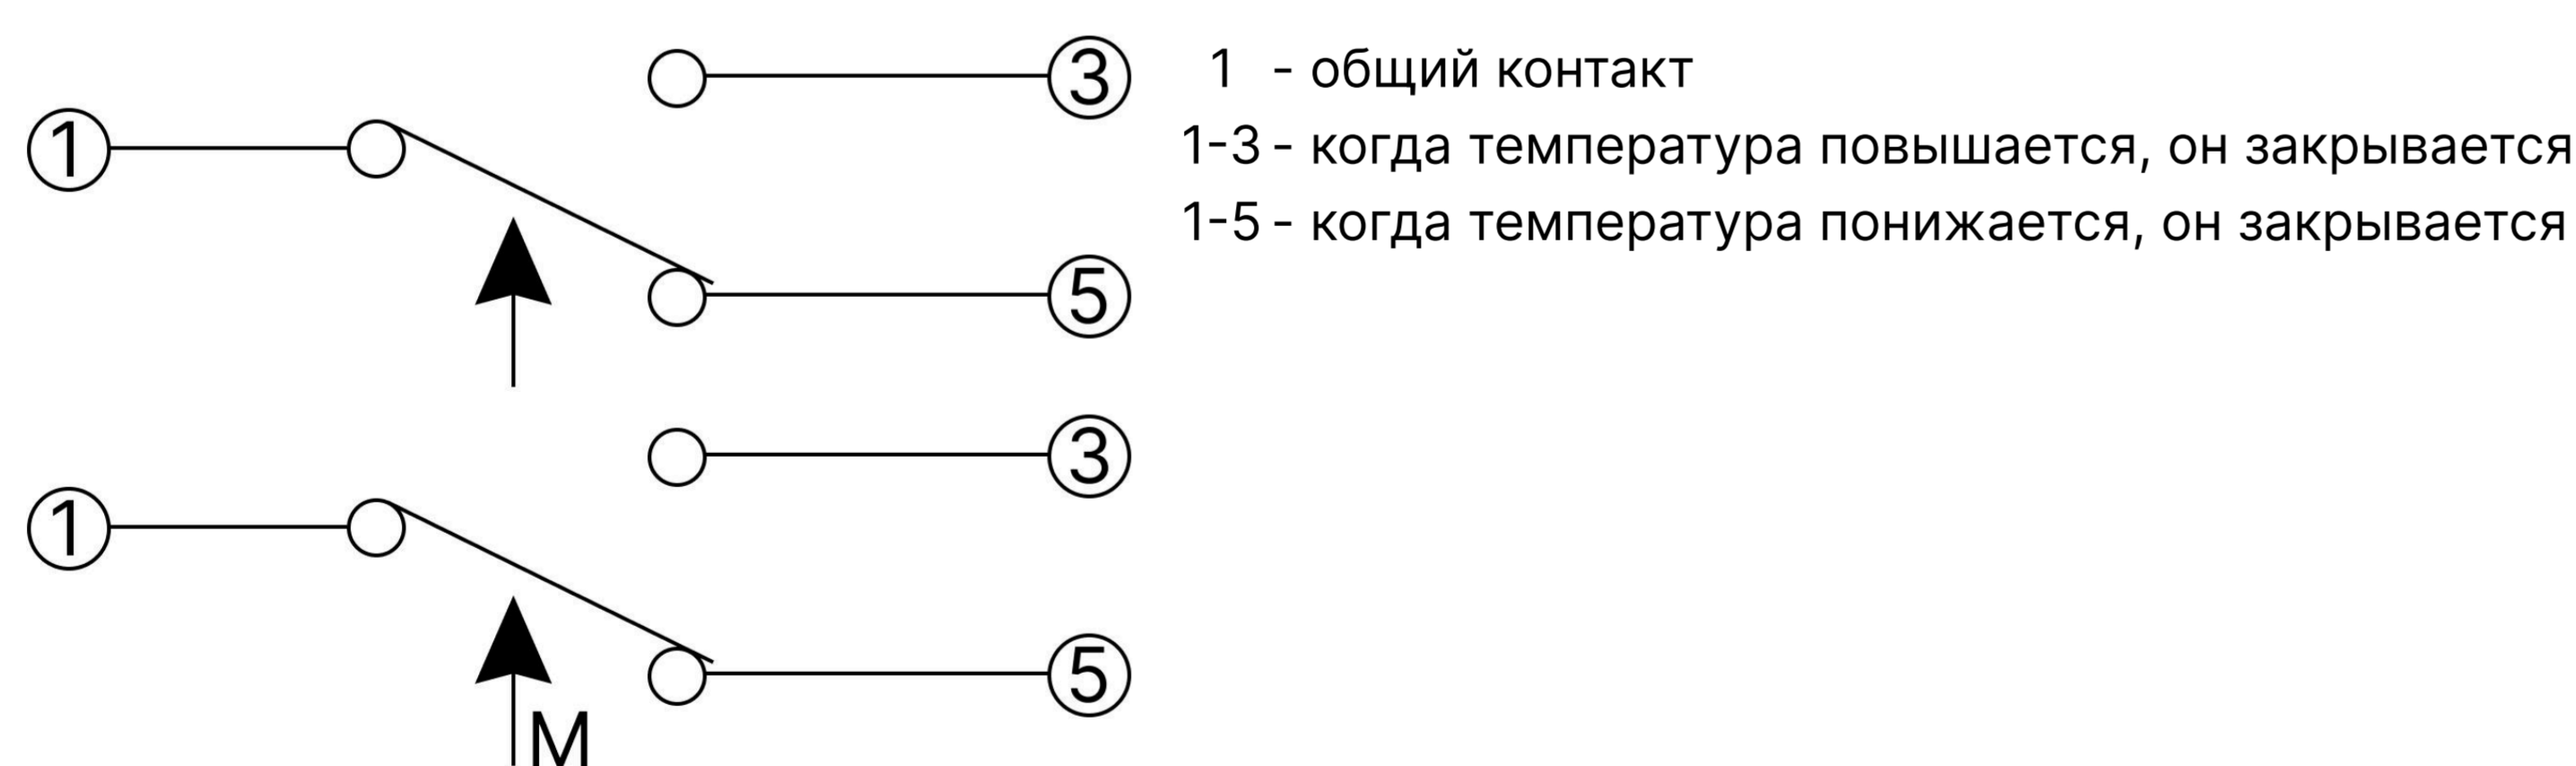 3
1
5
1 - общий контакт
1-3 - когда температура повышается, он закрывается
1-5 - когда температура понижается, он закрывается
3
1
5
M